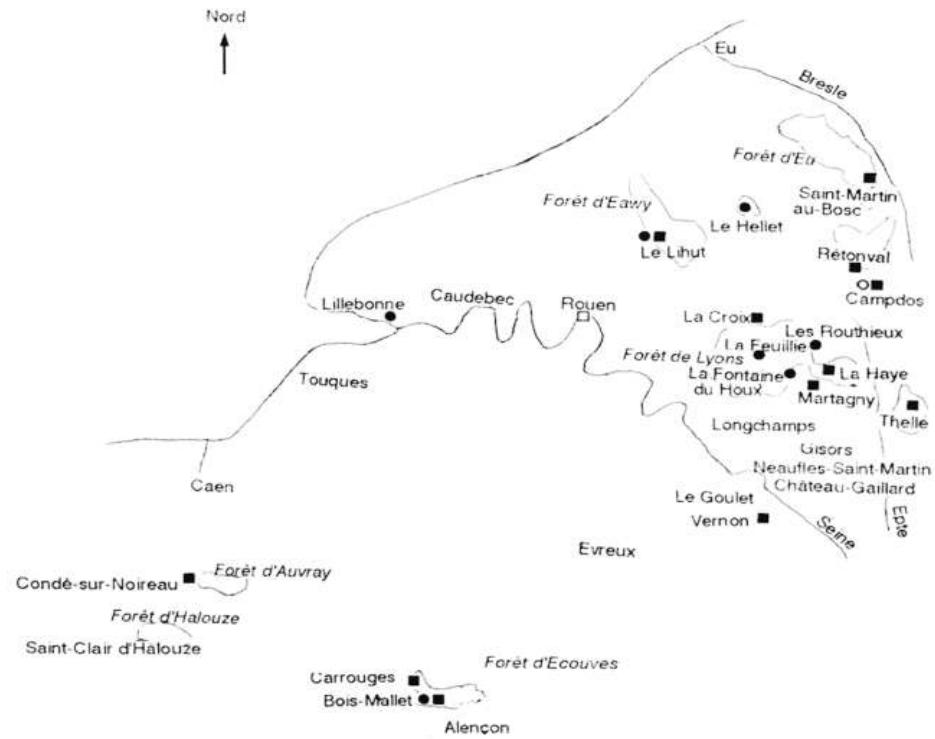 Nord
Eu
Bresle
Forêt d'Eu
Saint-Martin
au-Bosc
Forêt d'Eawy
Le Hellet
Le Lihut
Rétonval
Campdos
Lillebonne
Caudebec
Rouen
La Croix
Les Routhieux
La Feuillie
Forêt de Lyons
La Fontaine
du Houx
La Haye
Martagny
Touques
Thelle
Longchamps
Gisors
Neaufles-Saint-Martin
Château-Gaillard
Caen
Le Goulet
Vernon
Seine
Epte
Evreux
Condé-sur-Noireau
Forêt d'Auvray
Forêt d'Halouze
Saint-Clair d'Halouze
Forêt d'Ecouves
Carrouges
Bois-Mallet
Alençon